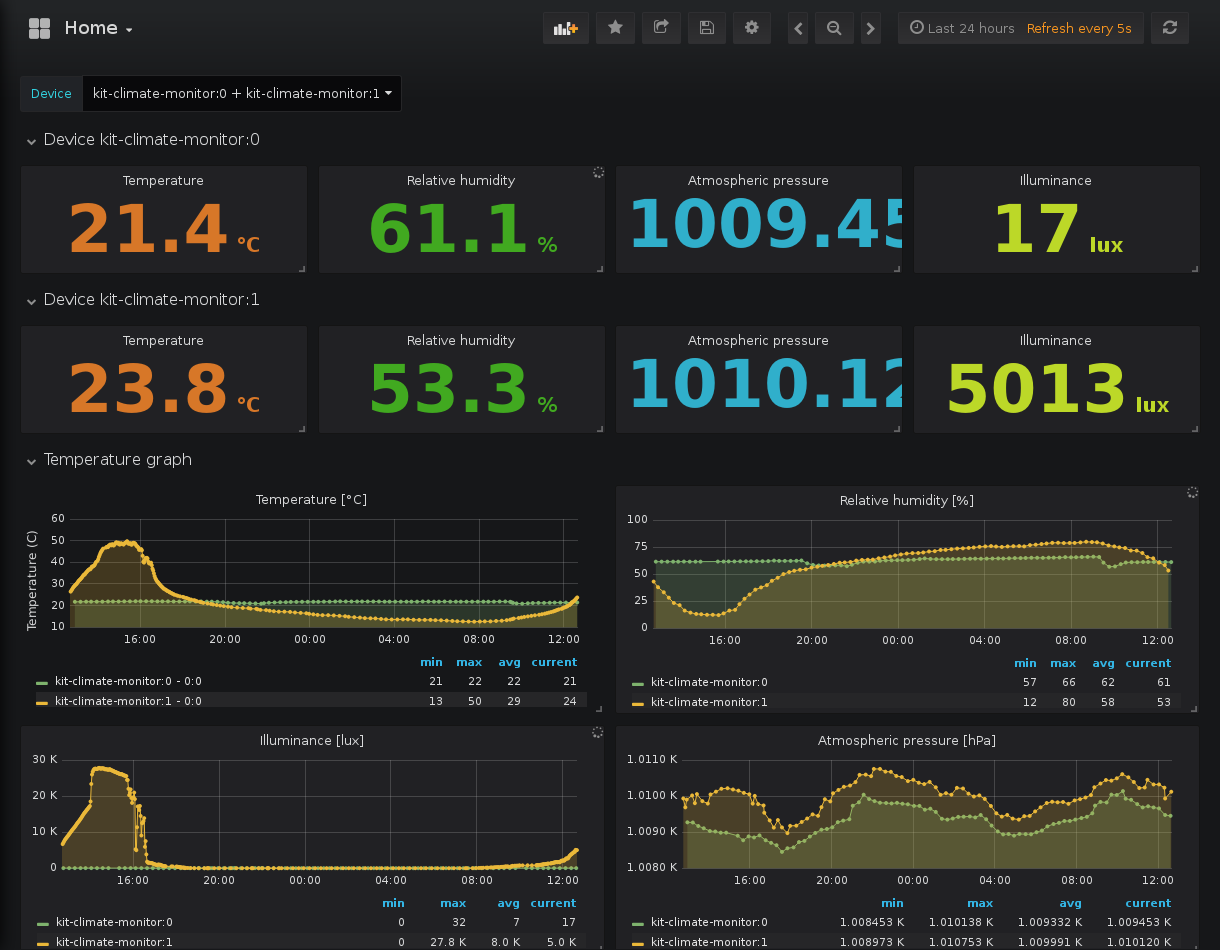 Home
Last 24 hours Refresh every 5s
Device kit-climate-monitor:0 + kit-climate-monitor:1
Device kit-climate-monitor:0
Temperature Relative humidity Atmospheric pressure Illuminance
21.4 °C 61.1 % 1009.45 17 lux
Device kit-climate-monitor:1
Temperature Relative humidity Atmospheric pressure Illuminance
23.8 °C 53.3 % 1010.12 5013 lux
Temperature graph
Temperature [°C]
Temperature (C)
60
50
40
30
20
10
16:00 20:00 00:00 04:00 08:00 12:00
min max avg current
kit-climate-monitor:0 - 0:0 21 22 22 21
kit-climate-monitor:1 - 0:0 13 50 29 24
Relative humidity [%]
100
75
50
25
0
16:00 20:00 00:00 04:00 08:00 12:00
min max avg current
kit-climate-monitor:0 57 66 62 61
kit-climate-monitor:1 12 80 58 53
Illuminance [lux]
30 K
20 K
10 K
0
16:00 20:00 00:00 04:00 08:00 12:00
min max avg current
kit-climate-monitor:0 0 32 7 17
kit-climate-monitor:1 0 27.8 K 8.0 K 5.0 K
Atmospheric pressure [hPa]
1.0110 K
1.0100 K
1.0090 K
1.0080 K
16:00 20:00 00:00 04:00 08:00 12:00
min max avg current
kit-climate-monitor:0 1.008453 K 1.010138 K 1.009332 K 1.009453 K
kit-climate-monitor:1 1.008973 K 1.010753 K 1.009991 K 1.010120 K